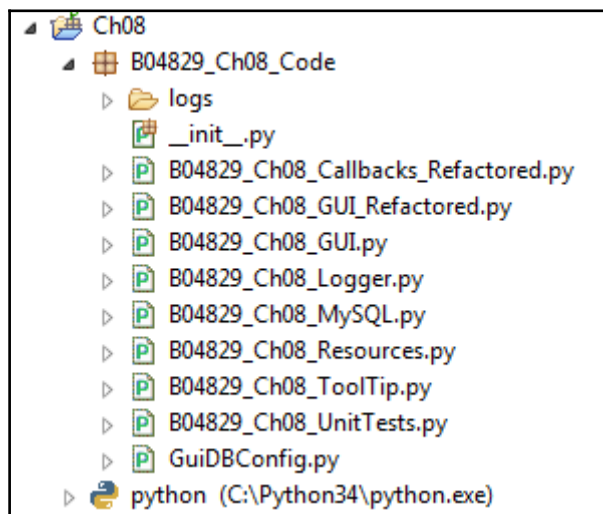 Ch08
B04829_Ch08_Code
logs
__init__.py
B04829_Ch08_Callbacks_Refactored.py
B04829_Ch08_GUI_Refactored.py
B04829_Ch08_GUI.py
B04829_Ch08_Logger.py
B04829_Ch08_MySQL.py
B04829_Ch08_Resources.py
B04829_Ch08_ToolTip.py
B04829_Ch08_UnitTests.py
GuiDBConfig.py
python (C:\Python34\python.exe)